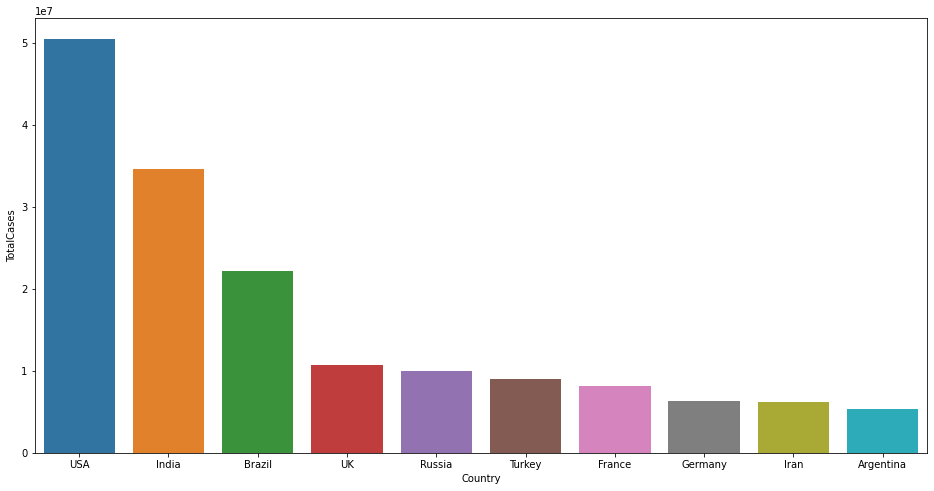 1e7
5
4
3
2
1
0
TotalCases
USA India Brazil UK Russia Turkey France Germany Iran Argentina
Country